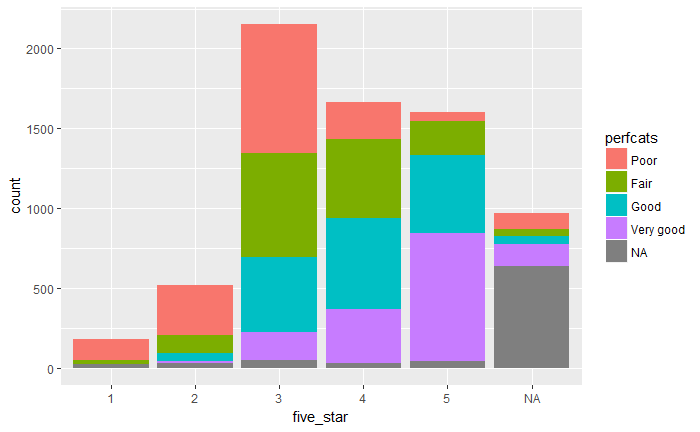 2000
1500
1000
500
0
count
1 2 3 4 5 NA
five_star
perfcats
Poor
Fair
Good
Very good
NA